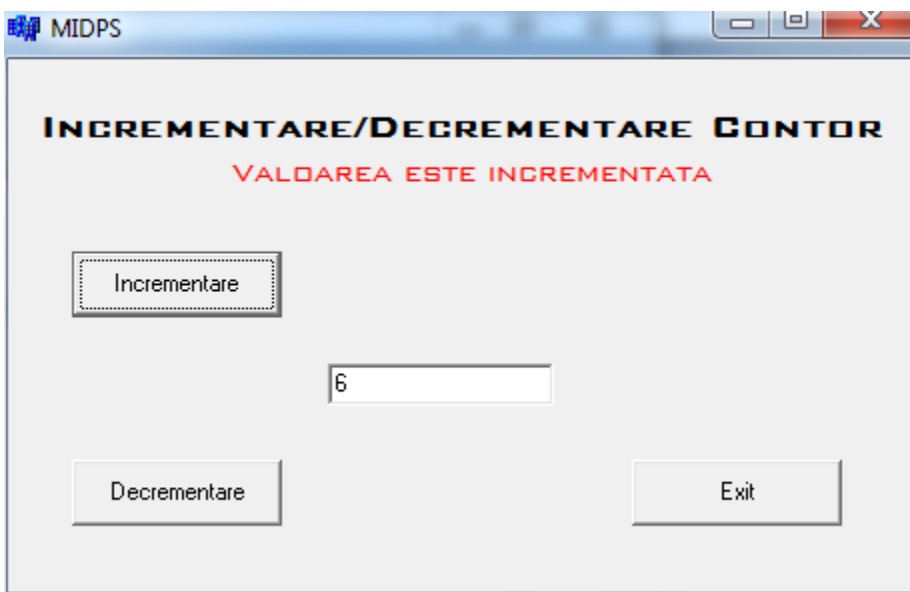 MIDPS
Incrementare/Decrementare Contor
Valoarea este incrementata
Incrementare
6
Decrementare
Exit